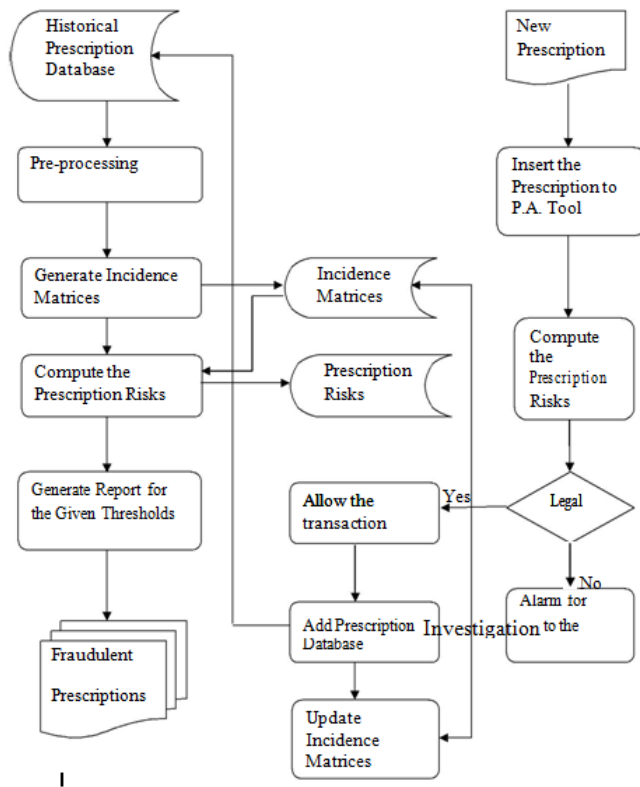 Historical
Prescription
Database
New
Prescription
Pre-processing
Insert the
Prescription to
P.A. Tool
Generate Incidence
Matrices
Incidence
Matrices
Compute the
Prescription Risks
Prescription
Risks
Compute
the
Prescription
Risks
Generate Report for
the Given Thresholds
Allow the
transaction
Yes
Legal
No
Alarm for
Add Prescription Investigation to the
Database
Fraudulent
Prescriptions
Update
Incidence
Matrices
I